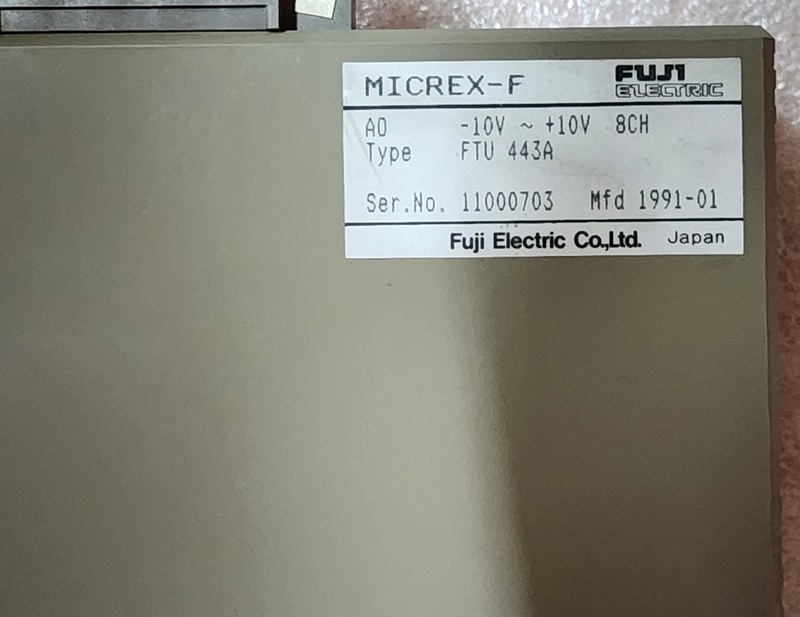 MICREX-F FUJI ELECTRIC
AO -10V ~ +10V 8CH
Type FTU 443A
Ser.No. 11000703 Mfd 1991-01
Fuji Electric Co.,Ltd. Japan